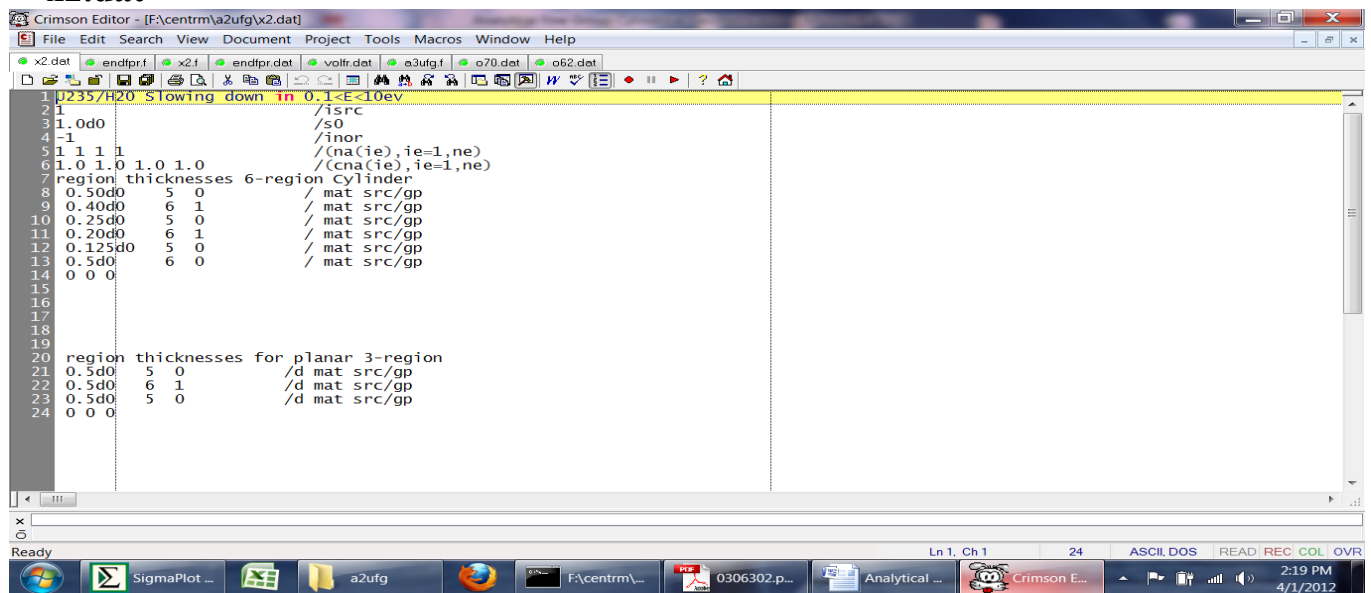 Crimson Editor - [F:\centrm\a2ufg\x2.dat]
File Edit Search View Document Project Tools Macros Window Help
x2.dat endfpr.f x2.f endfpr.dat volfr.dat a3ufg.f o70.dat o62.dat
1 U235/H2O Slowing down in 0.1<E<10ev
2 1 /isrc
3 1.0d0 /s0
4 -1 /inor
5 1 1 1 1 /(na(ie),ie=1,ne)
6 1.0 1.0 1.0 1.0 /(cna(ie),ie=1,ne)
7 region thicknesses 6-region Cylinder
8 0.50d0 5 0 / mat src/gp
9 0.40d0 6 1 / mat src/gp
10 0.25d0 5 0 / mat src/gp
11 0.20d0 6 1 / mat src/gp
12 0.125d0 5 0 / mat src/gp
13 0.5d0 6 0 / mat src/gp
14 0 0 0
15
16
17
18
19
20 region thicknesses for planar 3-region
21 0.5d0 5 0 /d mat src/gp
22 0.5d0 6 1 /d mat src/gp
23 0.5d0 5 0 /d mat src/gp
24 0 0 0
Ready Ln 1, Ch 1 24 ASCII, DOS READ REC COL OVR
SigmaPlot ... a2ufg F:\centrm\... 0306302.p... Analytical ... Crimson E... 2:19 PM
4/1/2012